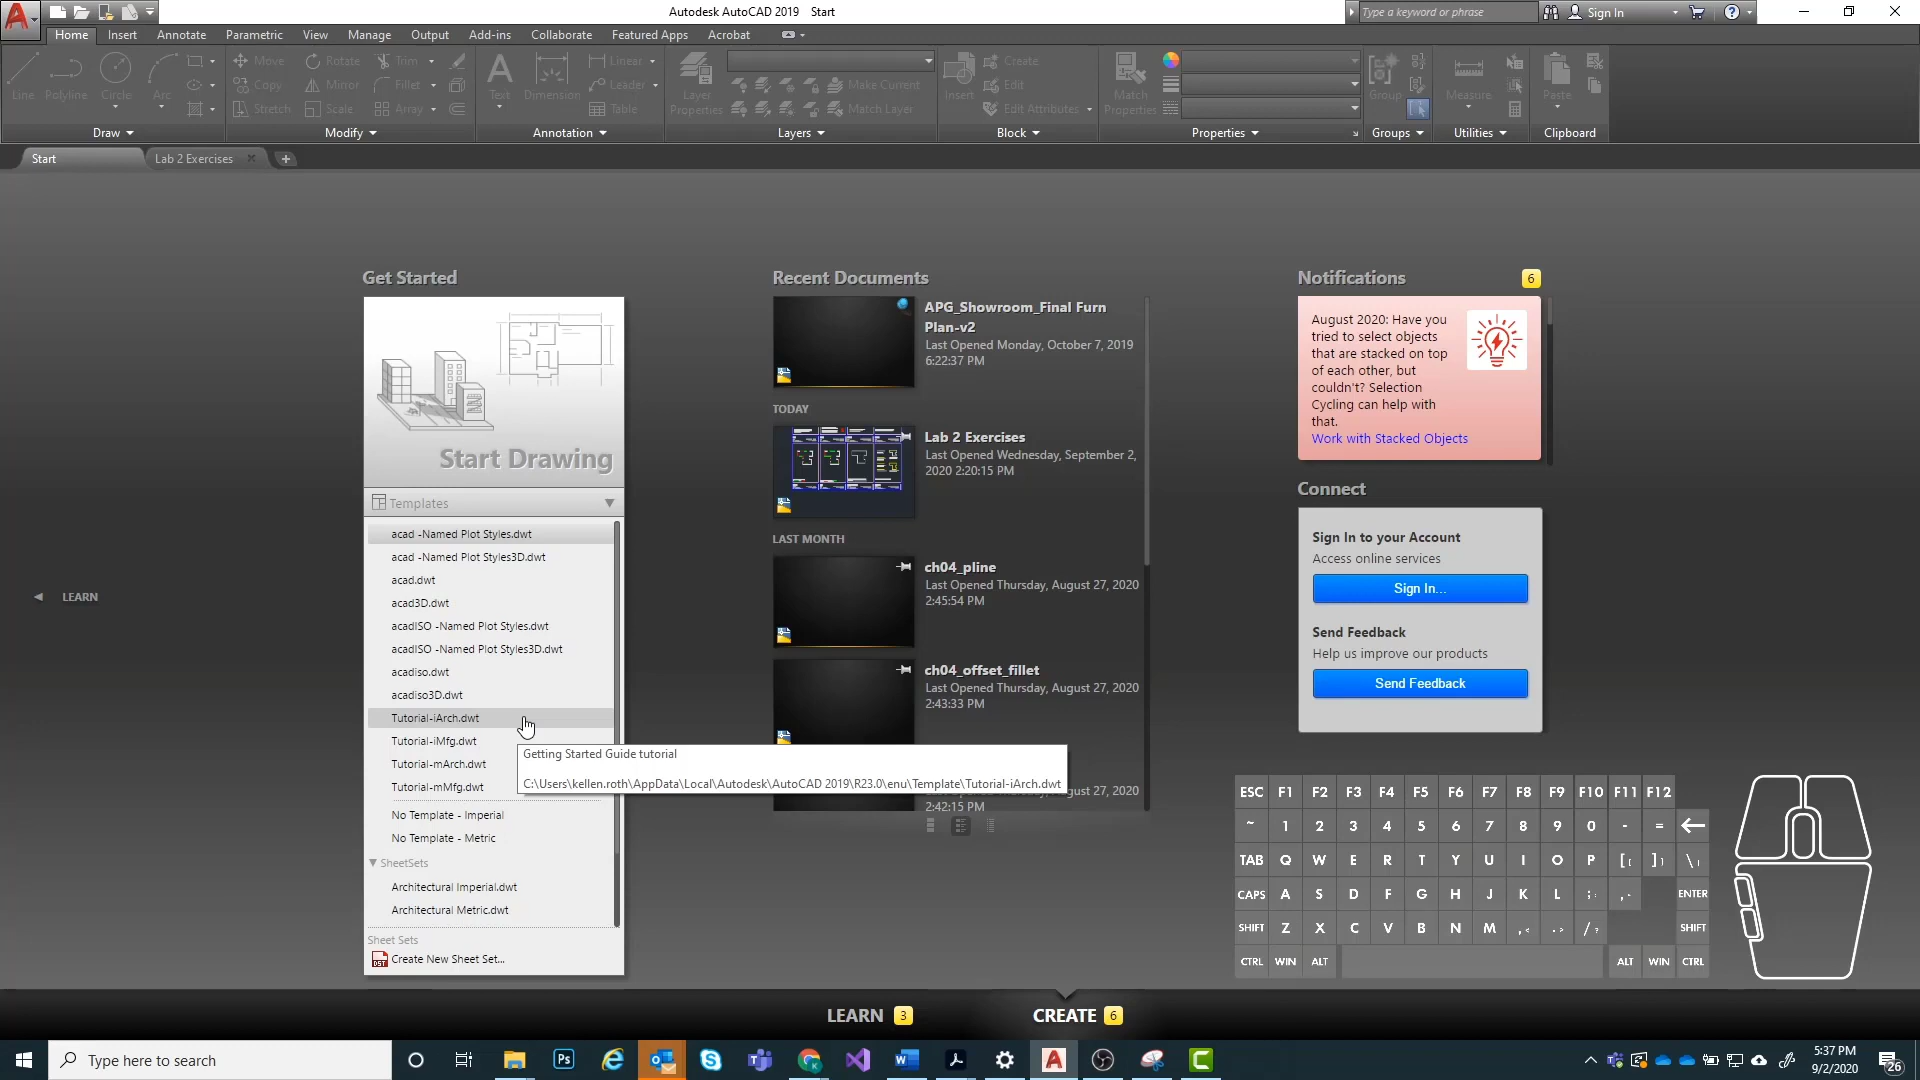 Autodesk AutoCAD 2019 Start
Type a keyword or phrase
Sign In
Home Insert Annotate Parametric View Manage Output Add-ins Collaborate Featured Apps Acrobat
Line Polyline Circle Arc
Move Rotate Trim
Copy Mirror Fillet
Stretch Scale Array
Text Dimension
Linear
Leader
Table
Layer Properties
Make Current
Match Layer
Insert
Create
Edit
Edit Attributes
Match Properties
Group
Measure
Paste
Draw Modify Annotation Layers Block Properties Groups Utilities Clipboard
Start Lab 2 Exercises
Get Started
Start Drawing
Templates
acad -Named Plot Styles.dwt
acad -Named Plot Styles3D.dwt
acad.dwt
acad3D.dwt
acadISO -Named Plot Styles.dwt
acadISO -Named Plot Styles3D.dwt
acadiso.dwt
acadiso3D.dwt
Tutorial-iArch.dwt
Tutorial-iMfg.dwt
Tutorial-mArch.dwt
Tutorial-mMfg.dwt
No Template - Imperial
No Template - Metric
SheetSets
Architectural Imperial.dwt
Architectural Metric.dwt
Sheet Sets
Create New Sheet Set...
LEARN
Getting Started Guide tutorial
C:\Users\kellen.roth\AppData\Local\Autodesk\AutoCAD 2019\R23.0\enu\Template\Tutorial-iArch.dwt
Recent Documents
APG_Showroom_Final Furn
Plan-v2
Last Opened Monday, October 7, 2019
6:22:37 PM
TODAY
Lab 2 Exercises
Last Opened Wednesday, September 2,
2020 2:20:15 PM
LAST MONTH
ch04_pline
Last Opened Thursday, August 27, 2020
2:45:54 PM
ch04_offset_fillet
Last Opened Thursday, August 27, 2020
2:43:33 PM
gust 27, 2020
2:42:15 PM
Notifications 6
August 2020: Have you
tried to select objects
that are stacked on top
of each other, but
couldn't? Selection
Cycling can help with
that.
Work with Stacked Objects
Connect
Sign In to your Account
Access online services
Sign In...
Send Feedback
Help us improve our products
Send Feedback
ESC F1 F2 F3 F4 F5 F6 F7 F8 F9 F10 F11 F12
~ 1 2 3 4 5 6 7 8 9 0 - =
TAB Q W E R T Y U I O P [ ] \
CAPS A S D F G H J K L ; ENTER
SHIFT Z X C V B N M , . / ? SHIFT
CTRL WIN ALT ALT WIN CTRL
LEARN 3 CREATE 6
Type here to search
5:37 PM
9/2/2020
26